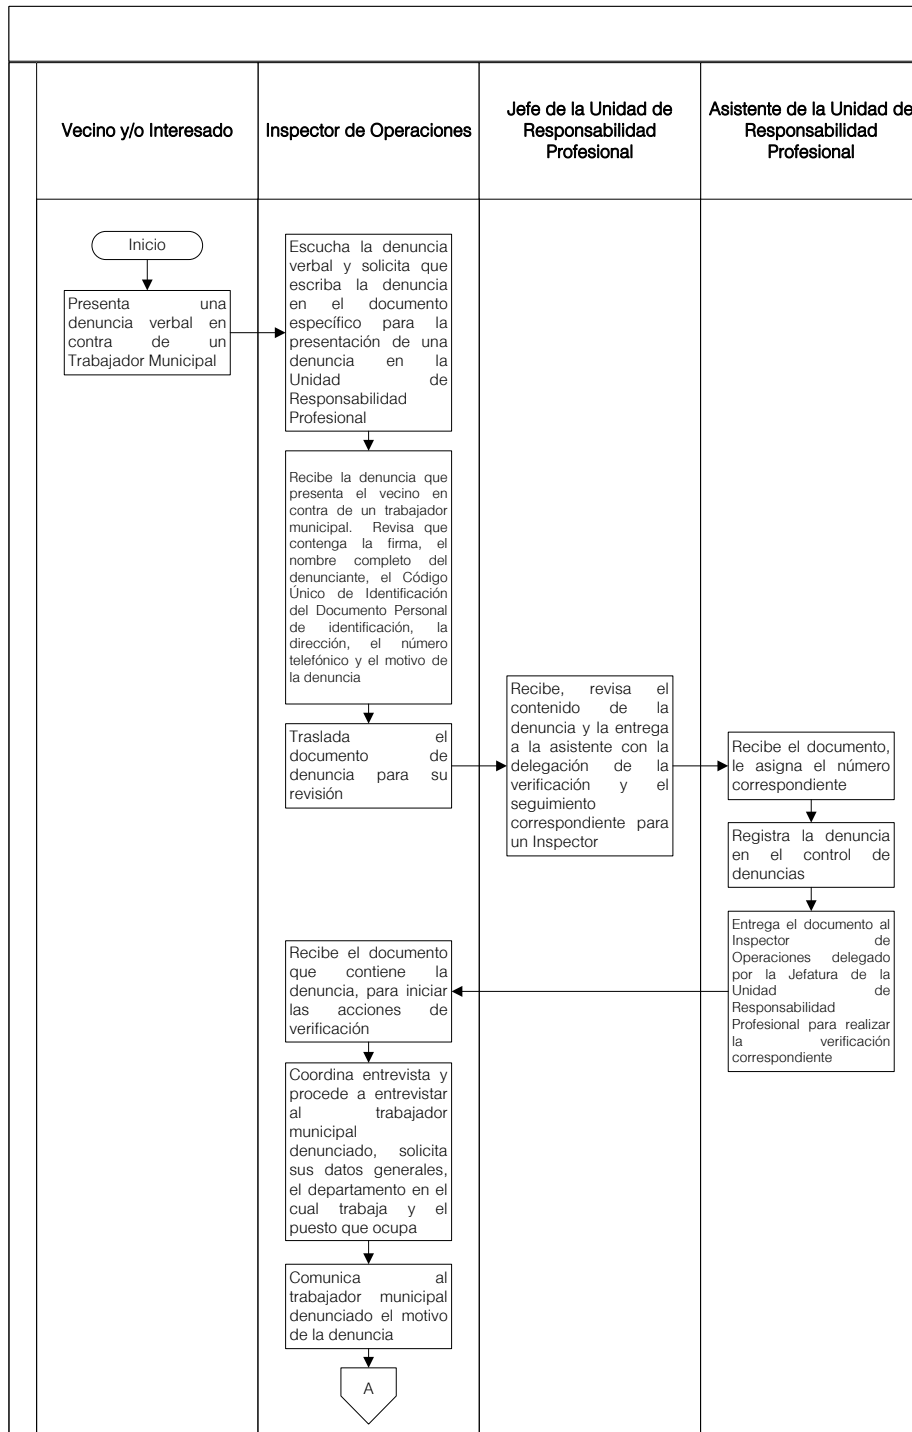 Vecino y/o Interesado
Inspector de Operaciones
Jefe de la Unidad de
Responsabilidad
Profesional
Asistente de la Unidad de
Responsabilidad
Profesional
Inicio
Presenta una
denuncia verbal en
contra de un
Trabajador Municipal
Escucha la denuncia
verbal y solicita que
escriba la denuncia
en el documento
específico para la
presentación de una
denuncia en la
Unidad de
Responsabilidad
Profesional
Recibe la denuncia que
presenta el vecino en
contra de un trabajador
municipal. Revisa que
contenga la firma, el
nombre completo del
denunciante, el Código
Único de Identificación
del Documento Personal
de identificación, la
dirección, el número
telefónico y el motivo de
la denuncia
Traslada el
documento de
denuncia para su
revisión
Recibe, revisa el
contenido de la
denuncia y la entrega
a la asistente con la
delegación de la
verificación y el
seguimiento
correspondiente para
un Inspector
Recibe el documento,
le asigna el número
correspondiente
Registra la denuncia
en el control de
denuncias
Entrega el documento al
Inspector de
Operaciones delegado
por la Jefatura de la
Unidad de
Responsabilidad
Profesional para realizar
la verificación
correspondiente
Recibe el documento
que contiene la
denuncia, para iniciar
las acciones de
verificación
Coordina entrevista y
procede a entrevistar
al trabajador
municipal
denunciado, solicita
sus datos generales,
el departamento en el
cual trabaja y el
puesto que ocupa
Comunica al
trabajador municipal
denunciado el motivo
de la denuncia
A